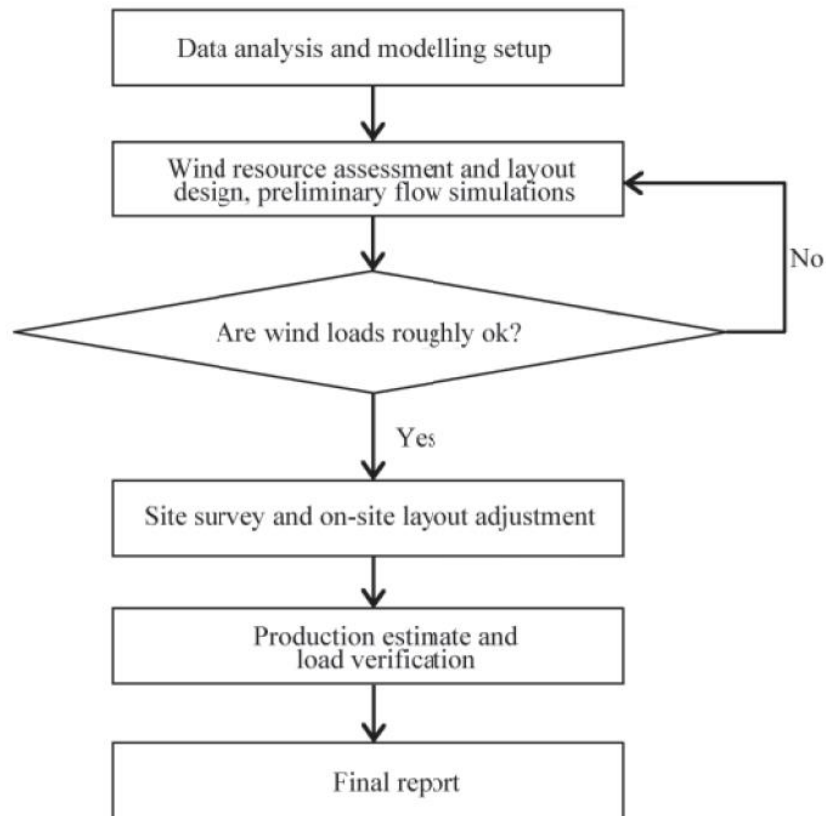 Data analysis and modelling setup
Wind resource assessment and layout
design, preliminary flow simulations
No
Are wind loads roughly ok?
Yes
Site survey and on-site layout adjustment
Production estimate and
load verification
Final report